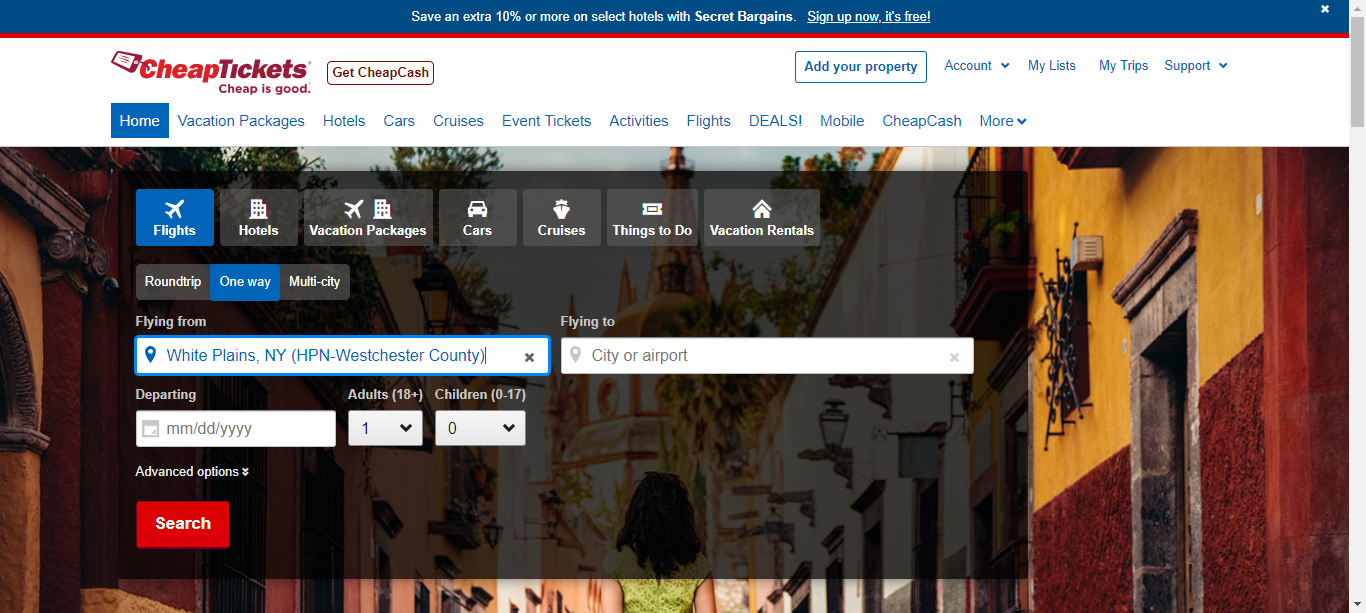 Save an extra 10% or more on select hotels with Secret Bargains. Sign up now, it's free!
CheapTickets
Cheap is good.
Get CheapCash
Add your property
Account
My Lists
My Trips
Support
Home Vacation Packages Hotels Cars Cruises Event Tickets Activities Flights DEALS! Mobile CheapCash More
Flights Hotels Vacation Packages Cars Cruises Things to Do Vacation Rentals
Roundtrip One way Multi-city
Flying from Flying to
White Plains, NY (HPN-Westchester County) City or airport
Departing Adults (18+) Children (0-17)
mm/dd/yyyy 1 0
Advanced options
Search